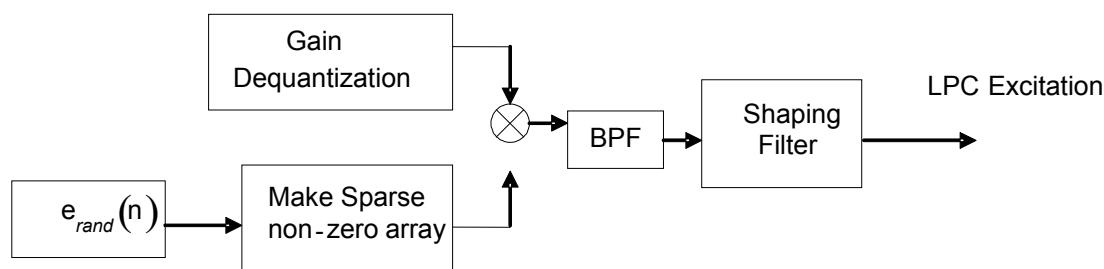 Gain
Dequantization
LPC Excitation
Shaping
Filter
BPF
Make Sparse
non-zero array
e_rand(n)